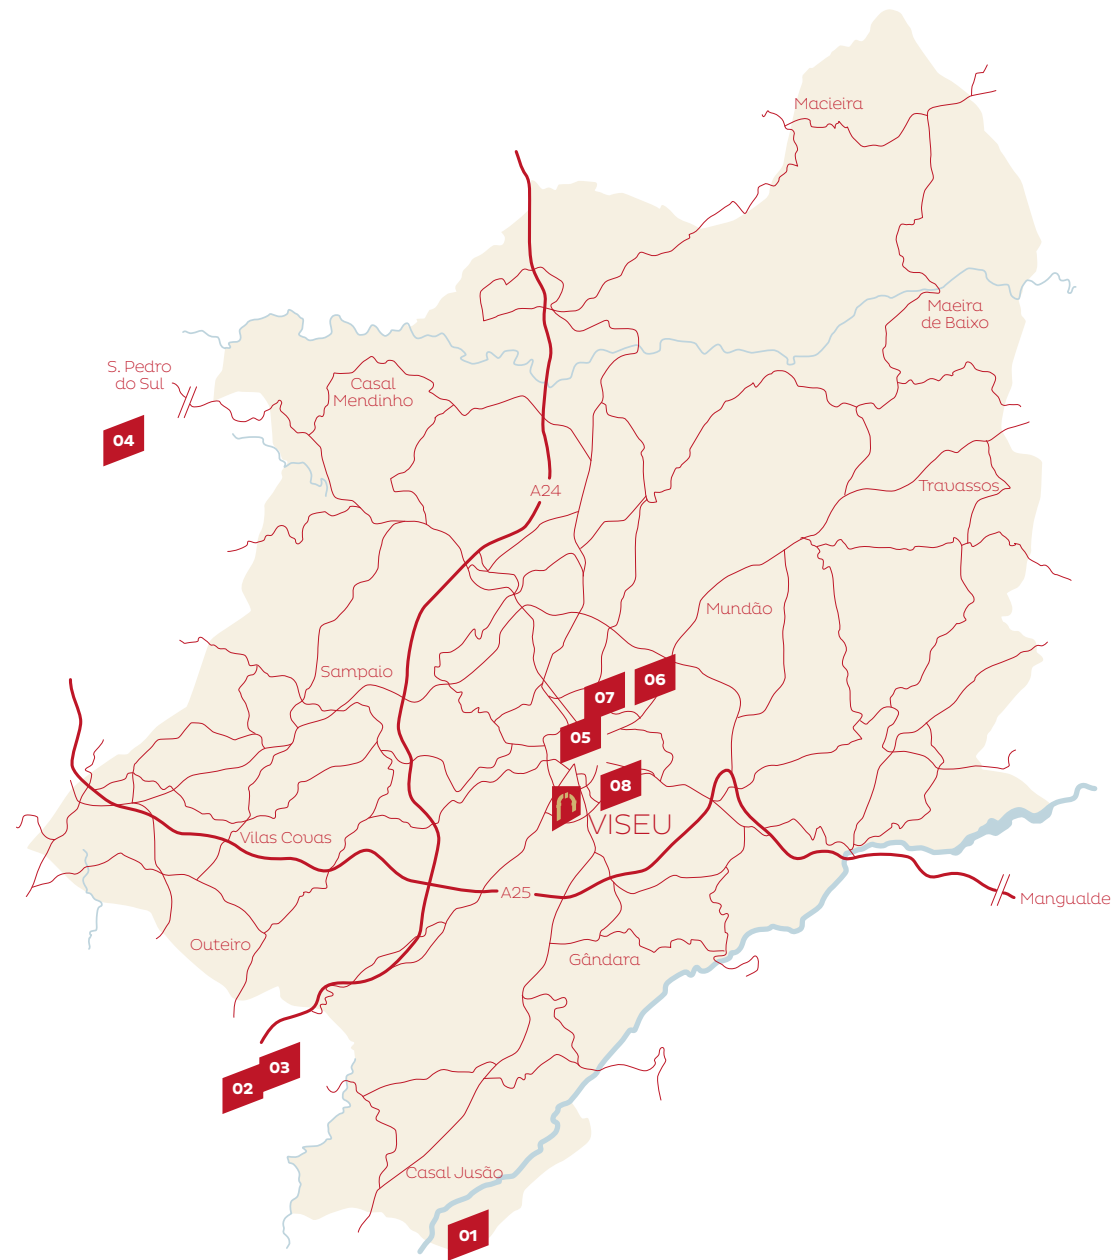 Macieira
Maeira
de Baixo
S. Pedro
do Sul
Casal
Mendinho
04
A24
Travassos
Mundão
Sampaio
06
07
05
08
VISEU
Vilas Covas
A25
Mangualde
Outeiro
Gândara
03
02
Casal Jusão
01